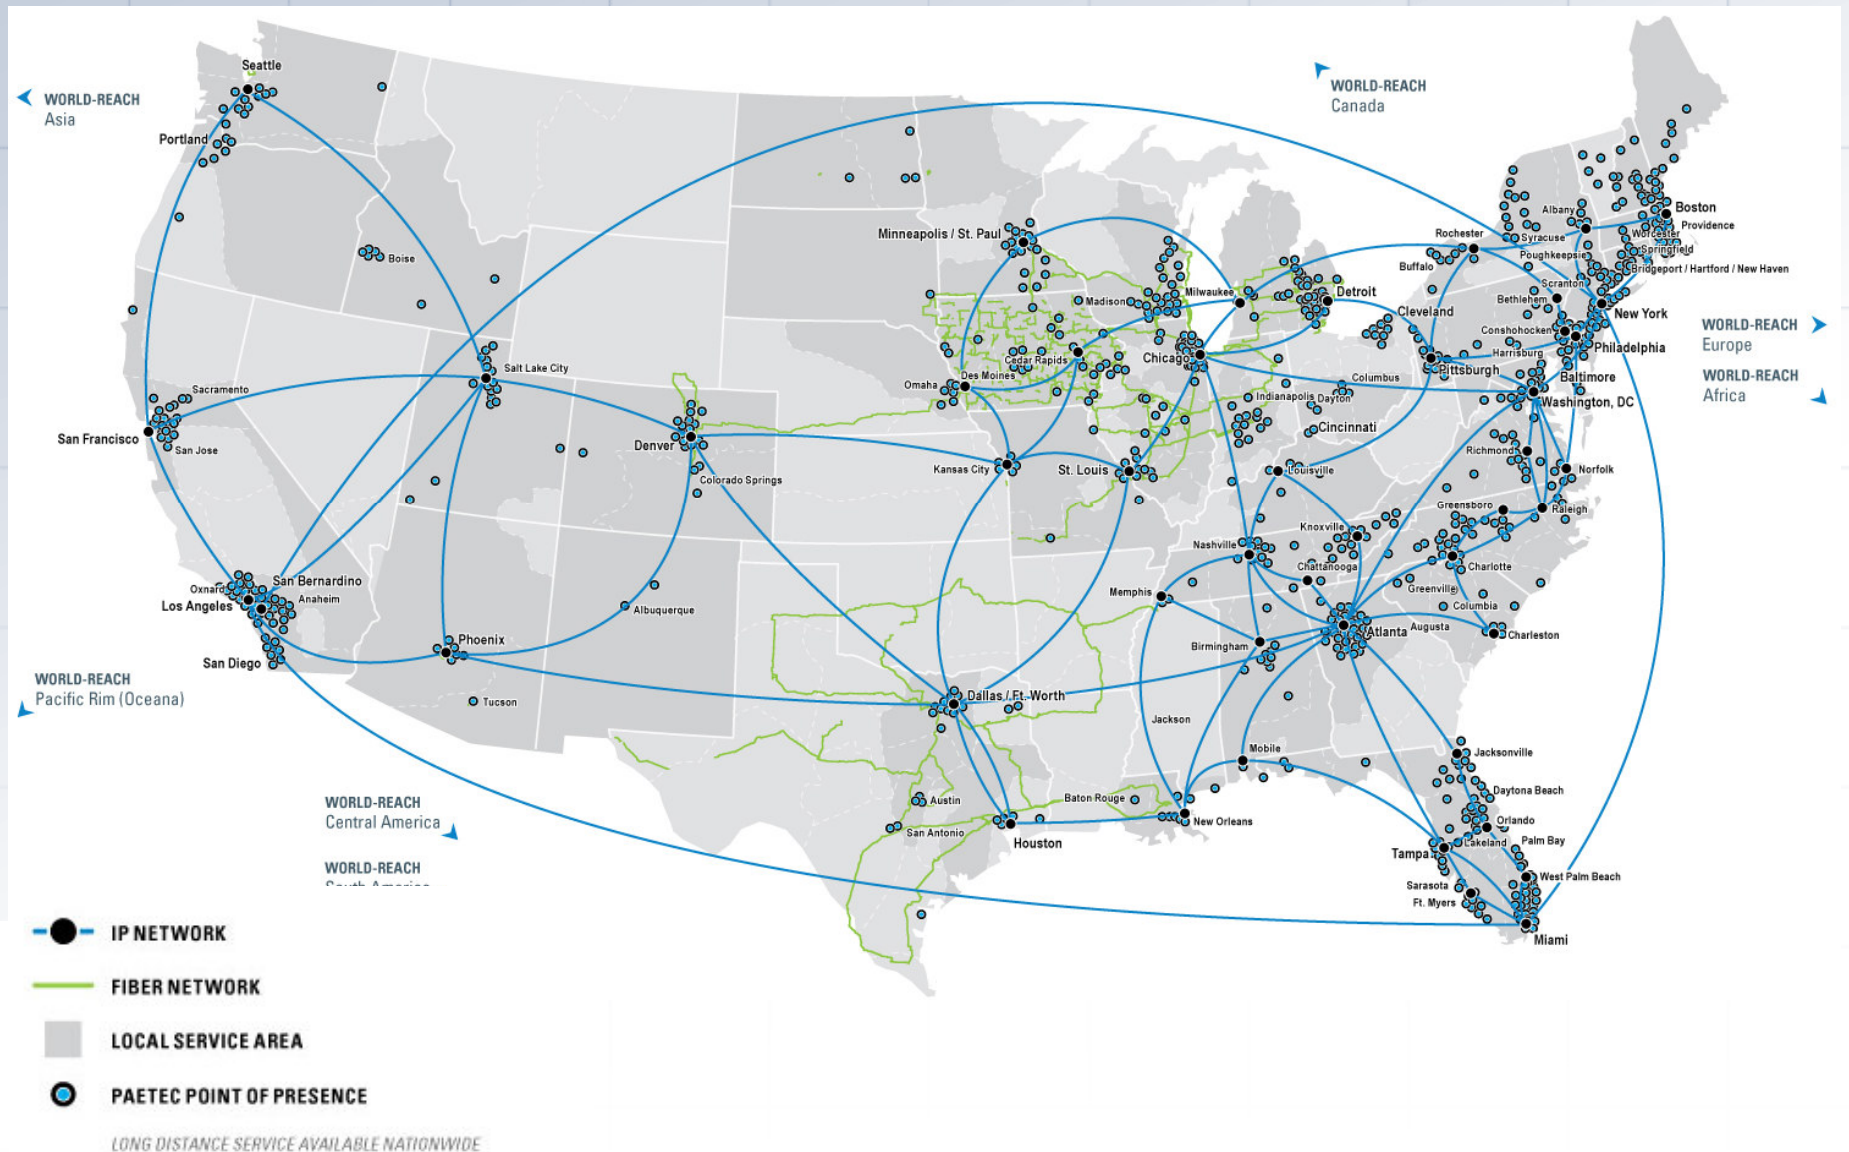 Seattle
WORLD-REACH
Asia
Portland
WORLD-REACH
Canada
Boise
Minneapolis / St. Paul
Albany
Boston
Providence
Rochester
Syracuse
Worcester
Buffalo
Poughkeepsie
Springfield
Bridgeport / Hartford / New Haven
Scranton
Bethlehem
New York
Milwaukee
Madison
Detroit
Cleveland
Conshohocken
Philadelphia
Harrisburg
WORLD-REACH
Europe
WORLD-REACH
Africa
Salt Lake City
Sacramento
Cedar Rapids
Chicago
Des Moines
Omaha
Pittsburgh
Columbus
Baltimore
Washington, DC
Indianapolis
Dayton
Cincinnati
San Francisco
San Jose
Denver
Colorado Springs
Kansas City
St. Louis
Louisville
Richmond
Norfolk
Greensboro
Raleigh
Knoxville
Nashville
Chattanooga
Charlotte
Greenville
Columbia
Memphis
Oxnard
San Bernardino
Los Angeles
Anaheim
Albuquerque
Atlanta
Augusta
Charleston
Birmingham
Phoenix
San Diego
WORLD-REACH
Pacific Rim (Oceana)
Tucson
Dallas / Ft. Worth
Jackson
Mobile
Jacksonville
Daytona Beach
Austin
Baton Rouge
New Orleans
Orlando
San Antonio
Houston
Lakeland
Palm Bay
Tampa
West Palm Beach
Sarasota
Ft. Myers
Miami
WORLD-REACH
Central America
WORLD-REACH
IP NETWORK
FIBER NETWORK
LOCAL SERVICE AREA
PAETEC POINT OF PRESENCE
LONG DISTANCE SERVICE AVAILABLE NATIONWIDE